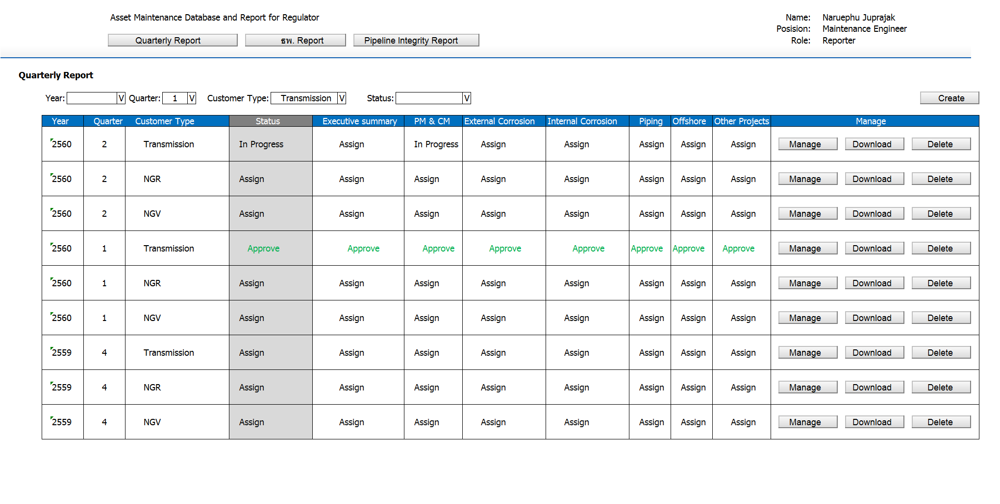 Asset Maintenance Database and Report for Regulator
Name: Naruephu Juprajak
Posision: Maintenance Engineer
Role: Reporter
Quarterly Report ธพ. Report Pipeline Integrity Report
Quarterly Report
Year: V Quarter: 1 V Customer Type: Transmission V Status: V Create
Year Quarter Customer Type Status Executive summary PM & CM External Corrosion Internal Corrosion Piping Offshore Other Projects Manage
2560 2 Transmission In Progress Assign In Progress Assign Assign Assign Assign Assign Manage Download Delete
2560 2 NGR Assign Assign Assign Assign Assign Assign Assign Assign Manage Download Delete
2560 2 NGV Assign Assign Assign Assign Assign Assign Assign Assign Manage Download Delete
2560 1 Transmission Approve Approve Approve Approve Approve Approve Approve Approve Manage Download Delete
2560 1 NGR Assign Assign Assign Assign Assign Assign Assign Assign Manage Download Delete
2560 1 NGV Assign Assign Assign Assign Assign Assign Assign Assign Manage Download Delete
2559 4 Transmission Assign Assign Assign Assign Assign Assign Assign Assign Manage Download Delete
2559 4 NGR Assign Assign Assign Assign Assign Assign Assign Assign Manage Download Delete
2559 4 NGV Assign Assign Assign Assign Assign Assign Assign Assign Manage Download Delete